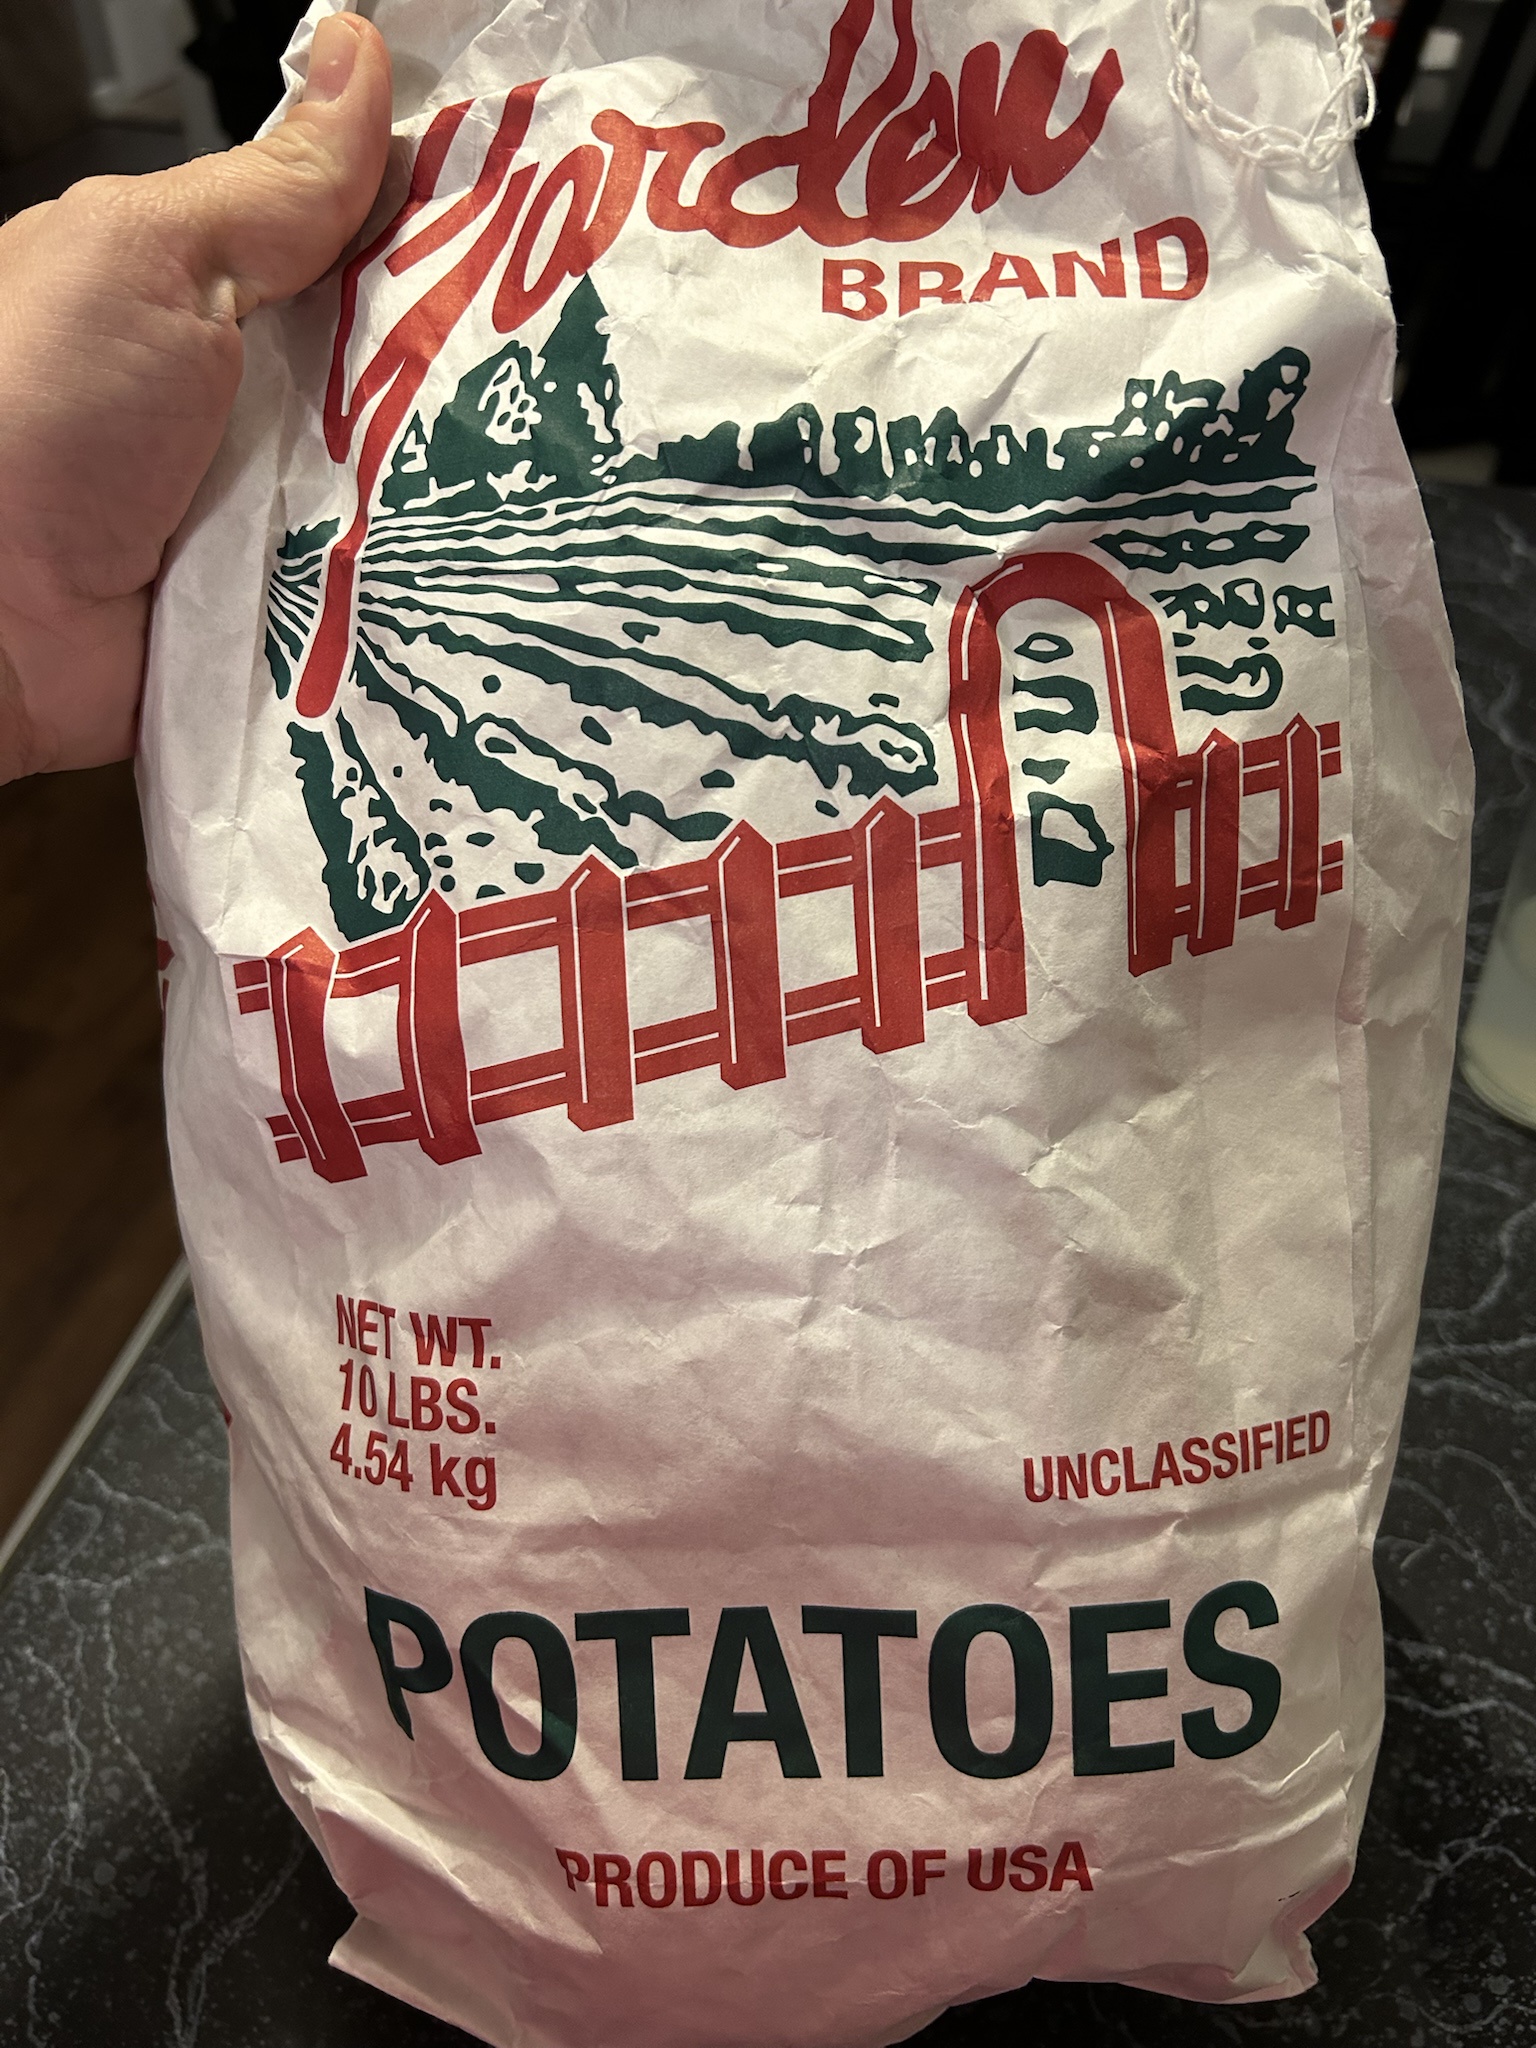 Garden
BRAND
NET WT.
10 LBS.
4.54 kg
UNCLASSIFIED
POTATOES
PRODUCE OF USA